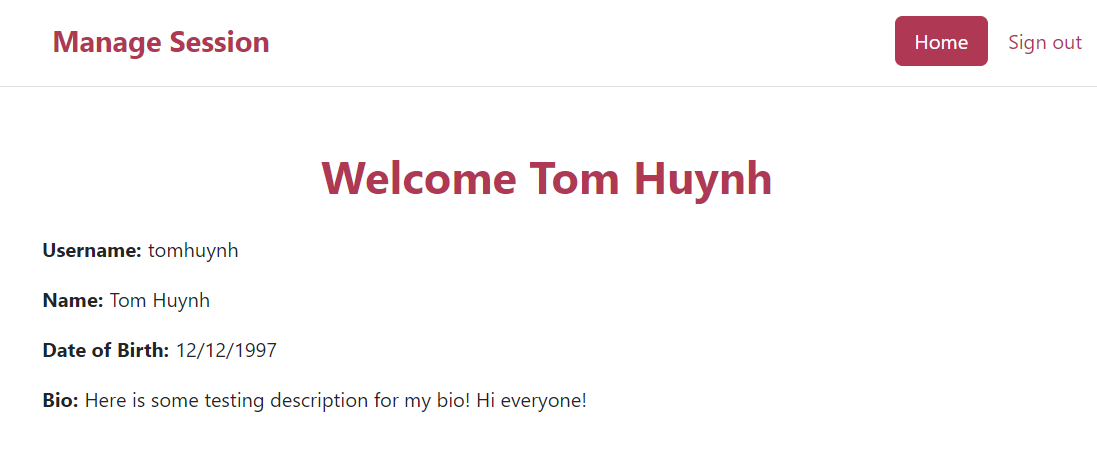 Manage Session
Home
Sign out
Welcome Tom Huynh
Username: tomhuynh
Name: Tom Huynh
Date of Birth: 12/12/1997
Bio: Here is some testing description for my bio! Hi everyone!